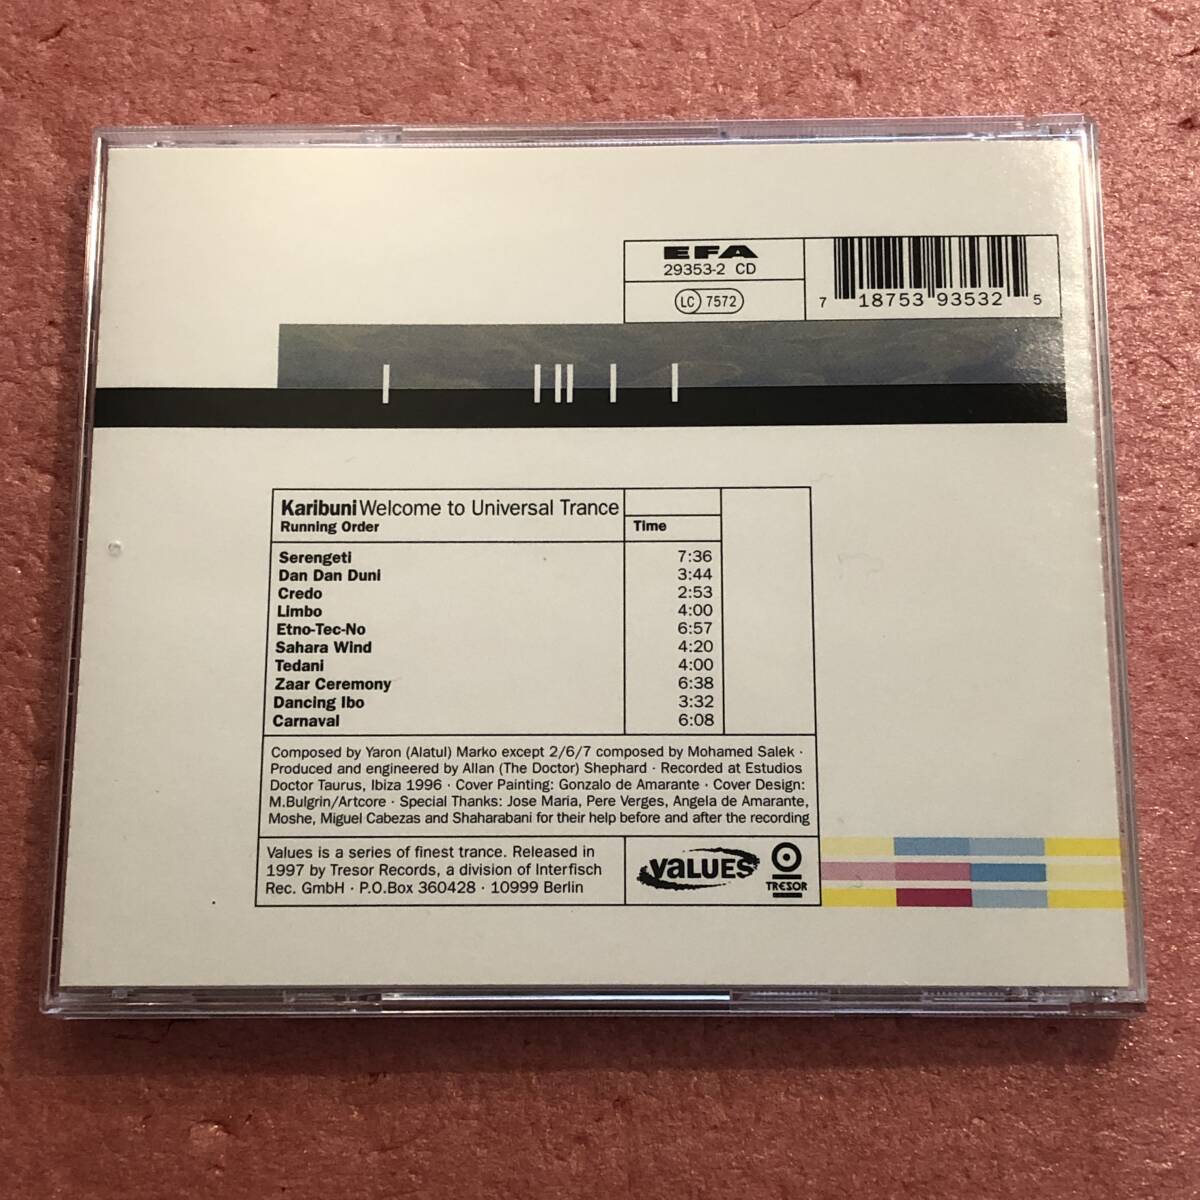 EFA
29353-2 CD
LC 7572
7 18753 93532 5
Karibuni Welcome to Universal Trance
Running Order Time
Serengeti 7:36
Dan Dan Duni 3:44
Credo 2:53
Limbo 4:00
Etno-Tec-No 6:57
Sahara Wind 4:20
Tedani 4:00
Zaar Ceremony 6:38
Dancing Ibo 3:32
Carnaval 6:08
Composed by Yaron (Alatul) Marko except 2/6/7 composed by Mohamed Salek ·
Produced and engineered by Allan (The Doctor) Shephard · Recorded at Estudios
Doctor Taurus, Ibiza 1996 · Cover Painting: Gonzalo de Amarante · Cover Design:
M.Bulgrin/Artcore · Special Thanks: Jose Maria, Pere Verges, Angela de Amarante,
Moshe, Miguel Cabezas and Shaharabani for their help before and after the recording
Values is a series of finest trance. Released in
1997 by Tresor Records, a division of Interfisch
Rec. GmbH · P.O.Box 360428 · 10999 Berlin
VALUES
TRESOR